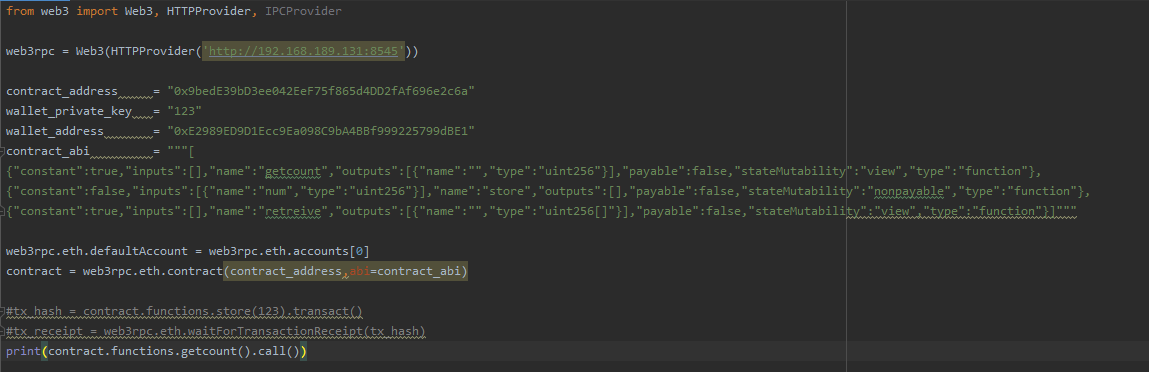 from web3 import Web3, HTTPProvider, IPCProvider
web3rpc = Web3(HTTPProvider('http://192.168.189.131:8545'))
contract_address     = "0x9bedE39bD3ee042EeF75f865d4DD2fAf696e2c6a"
wallet_private_key   = "123"
wallet_address       = "0xE2989ED9D1Ecc9Ea098C9bA4BBf999225799dBE1"
contract_abi         = """[
{"constant":true,"inputs":[],"name":"getcount","outputs":[{"name":"","type":"uint256"}],"payable":false,"stateMutability":"view","type":"function"},
{"constant":false,"inputs":[{"name":"num","type":"uint256"}],"name":"store","outputs":[],"payable":false,"stateMutability":"nonpayable","type":"function"},
{"constant":true,"inputs":[],"name":"retreive","outputs":[{"name":"","type":"uint256[]"}],"payable":false,"stateMutability":"view","type":"function"}]"""
web3rpc.eth.defaultAccount = web3rpc.eth.accounts[0]
contract = web3rpc.eth.contract(contract_address,abi=contract_abi)
#tx_hash = contract.functions.store(123).transact()
#tx_receipt = web3rpc.eth.waitForTransactionReceipt(tx_hash)
print(contract.functions.getcount().call())